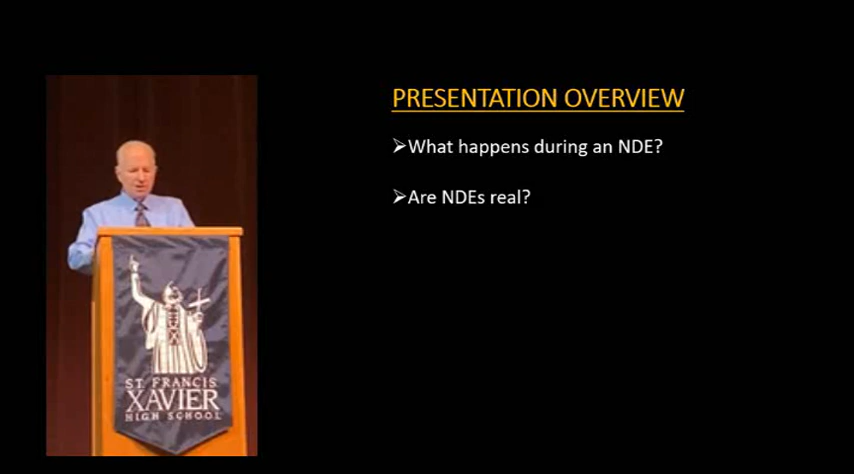 PRESENTATION OVERVIEW
➢What happens during an NDE?
➢Are NDEs real?
ST. FRANCIS
XAVIER
HIGH SCHOOL